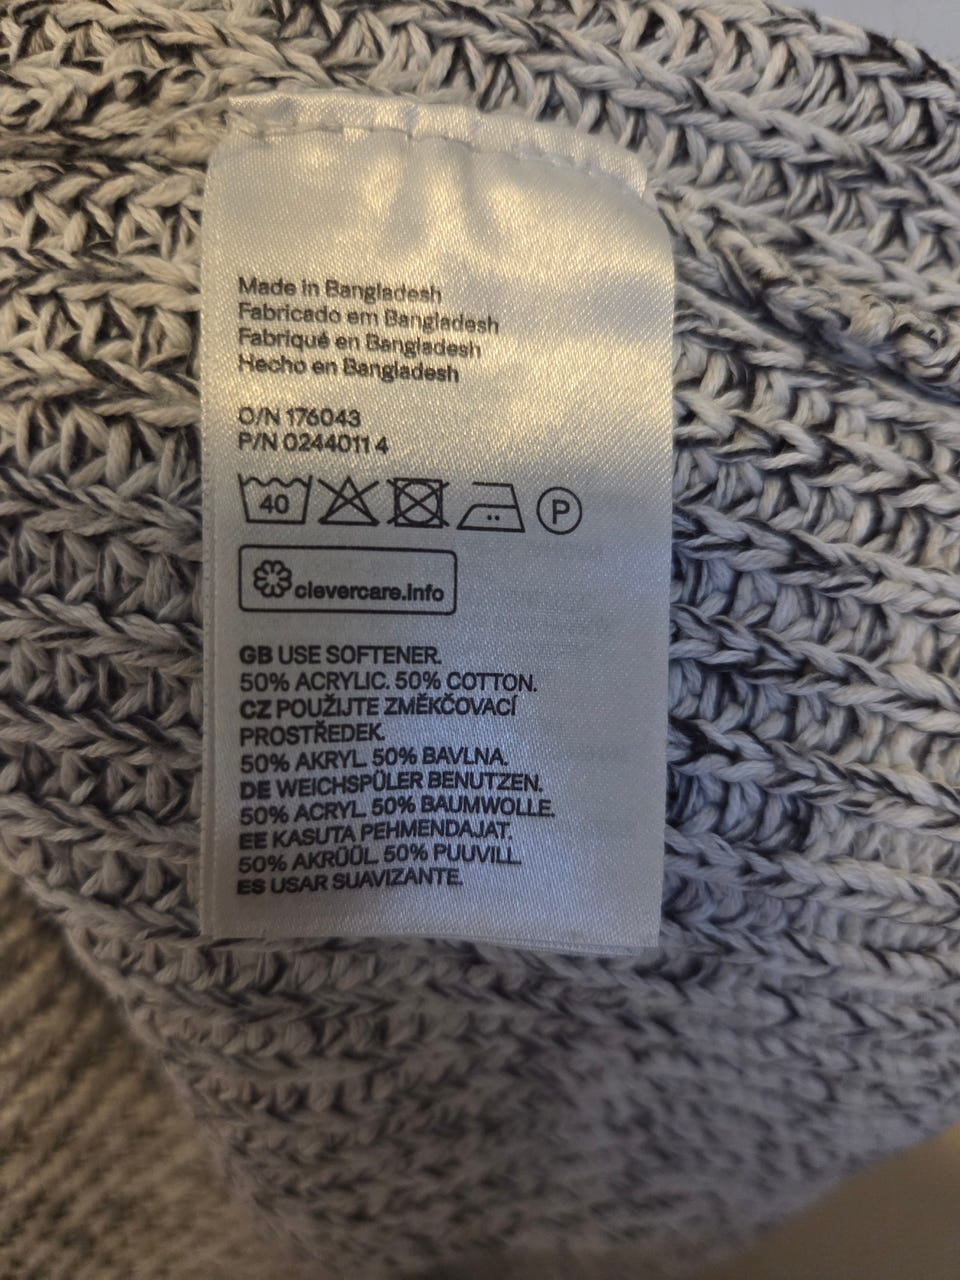 Made in Bangladesh
Fabricado em Bangladesh
Fabriqué en Bangladesh
Hecho en Bangladesh
O/N 176043
P/N 0244011 4
40 P
clevercare.info
GB USE SOFTENER.
50% ACRYLIC. 50% COTTON.
CZ POUŽIJTE ZMĚKČOVACÍ
PROSTŘEDEK.
50% AKRYL. 50% BAVLNA.
DE WEICHSPÜLER BENUTZEN.
50% ACRYL. 50% BAUMWOLLE.
EE KASUTA PEHMENDAJAT.
50% AKRÜÜL. 50% PUUVILL.
ES USAR SUAVIZANTE.